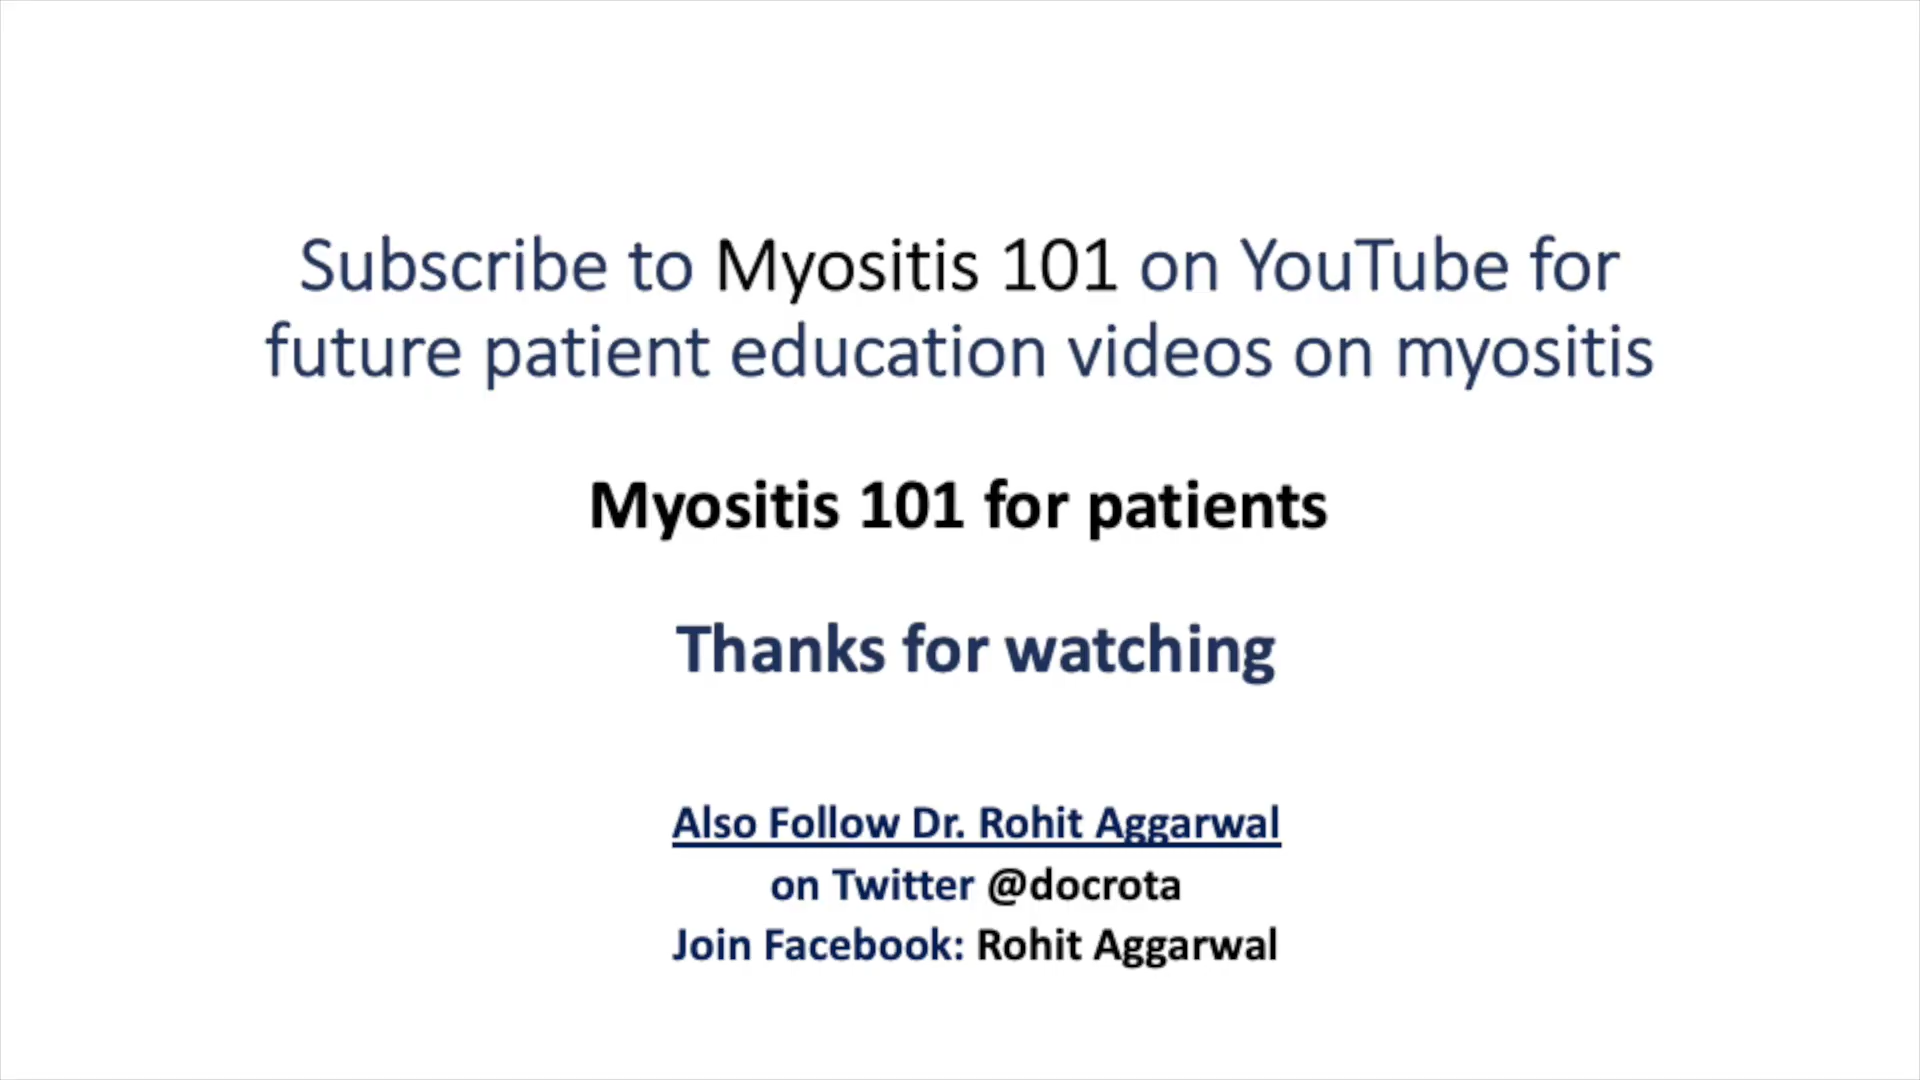 Subscribe to Myositis 101 on YouTube for
future patient education videos on myositis
Myositis 101 for patients
Thanks for watching
Also Follow Dr. Rohit Aggarwal
on Twitter @docrota
Join Facebook: Rohit Aggarwal